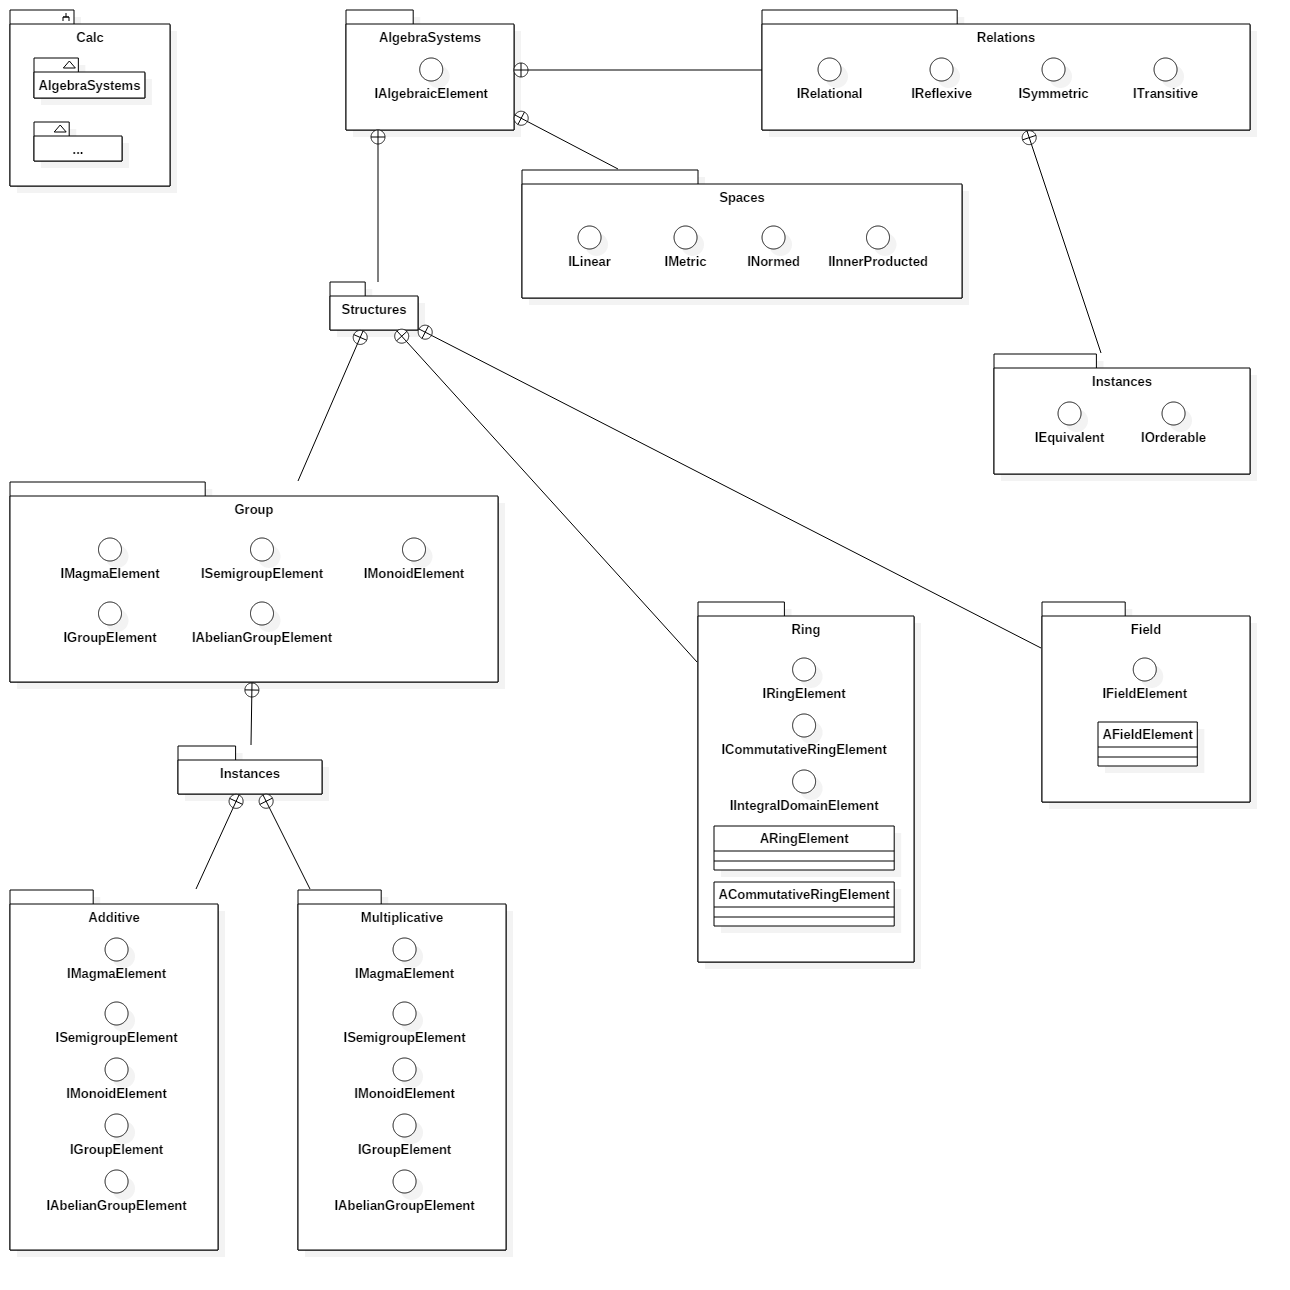 Calc
AlgebraSystems
...
AlgebraSystems
IAlgebraicElement
Relations
IRelational
IReflexive
ISymmetric
ITransitive
Spaces
ILinear
IMetric
INormed
IInnerProducted
Structures
Instances
IEquivalent
IOrderable
Group
IMagmaElement
ISemigroupElement
IMonoidElement
IGroupElement
IAbelianGroupElement
Ring
IRingElement
ICommutativeRingElement
IIntegralDomainElement
ARingElement
ACommutativeRingElement
Field
IFieldElement
AFieldElement
Instances
Additive
IMagmaElement
ISemigroupElement
IMonoidElement
IGroupElement
IAbelianGroupElement
Multiplicative
IMagmaElement
ISemigroupElement
IMonoidElement
IGroupElement
IAbelianGroupElement